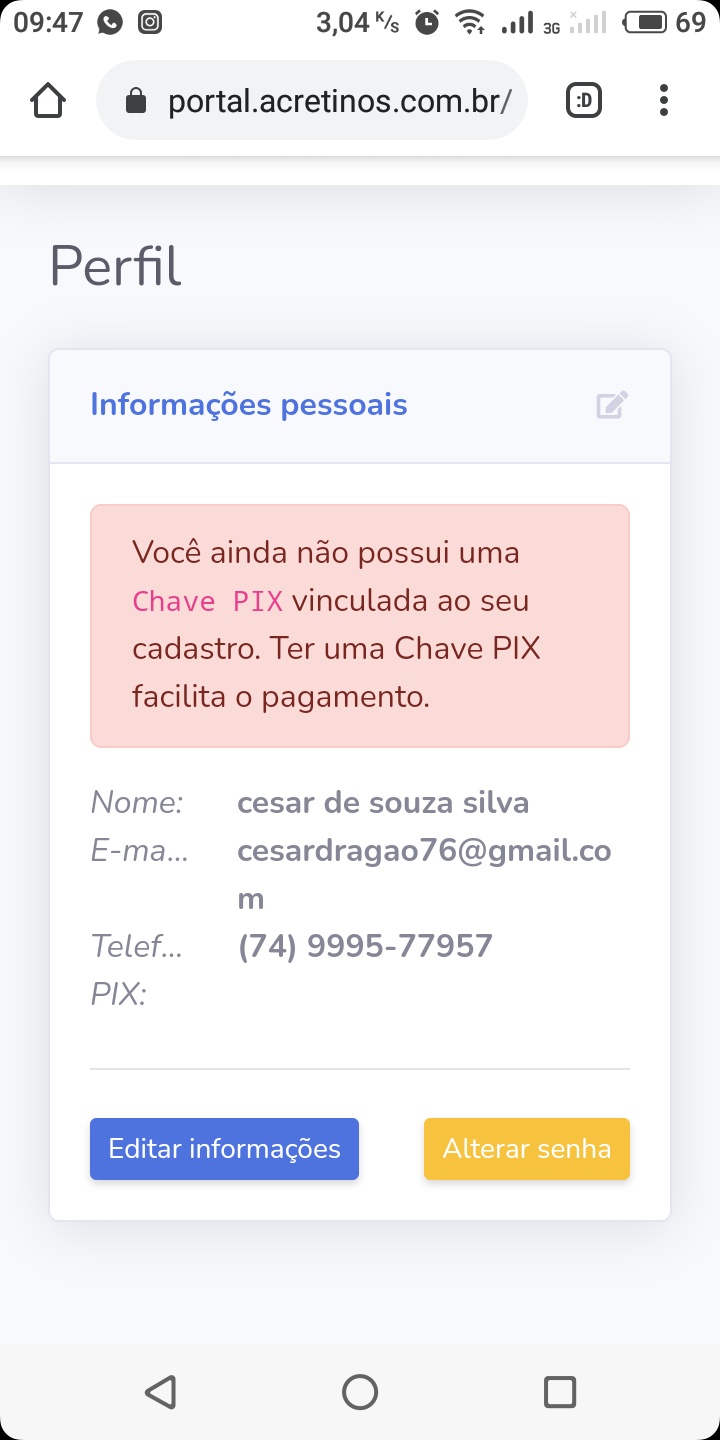 09:47 3,04 K/s 3G 69
portal.acretinos.com.br/ :D
Perfil
Informações pessoais
Você ainda não possui uma
Chave PIX vinculada ao seu
cadastro. Ter uma Chave PIX
facilita o pagamento.
Nome: cesar de souza silva
E-ma... cesardragao76@gmail.co
m
Telef... (74) 9995-77957
PIX:
Editar informações Alterar senha